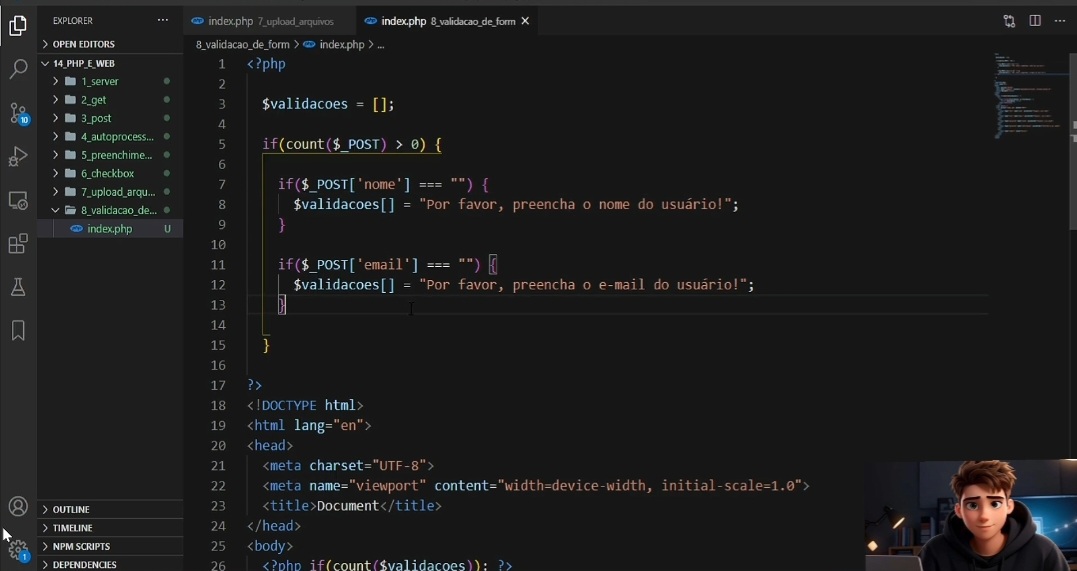 EXPLORER
OPEN EDITORS
14_PHP_E_WEB
1_server
2_get
3_post
4_autoprocess...
5_preenchime...
6_checkbox
7_upload_arqu...
8_validacao_de...
index.php U
OUTLINE
TIMELINE
NPM SCRIPTS
DEPENDENCIES
10
1
index.php 7_upload_arquivos
index.php 8_validacao_de_form
8_validacao_de_form > index.php > ...
1 <?php
2
3 $validacoes = [];
4
5 if(count($_POST) > 0) {
6
7 if($_POST['nome'] === "") {
8 $validacoes[] = "Por favor, preencha o nome do usuário!";
9 }
10
11 if($_POST['email'] === "") {
12 $validacoes[] = "Por favor, preencha o e-mail do usuário!";
13 }
14
15 }
16
17 ?>
18 <!DOCTYPE html>
19 <html lang="en">
20 <head>
21 <meta charset="UTF-8">
22 <meta name="viewport" content="width=device-width, initial-scale=1.0">
23 <title>Document</title>
24 </head>
25 <body>
26 <?php if(count($validacoes)): ?>